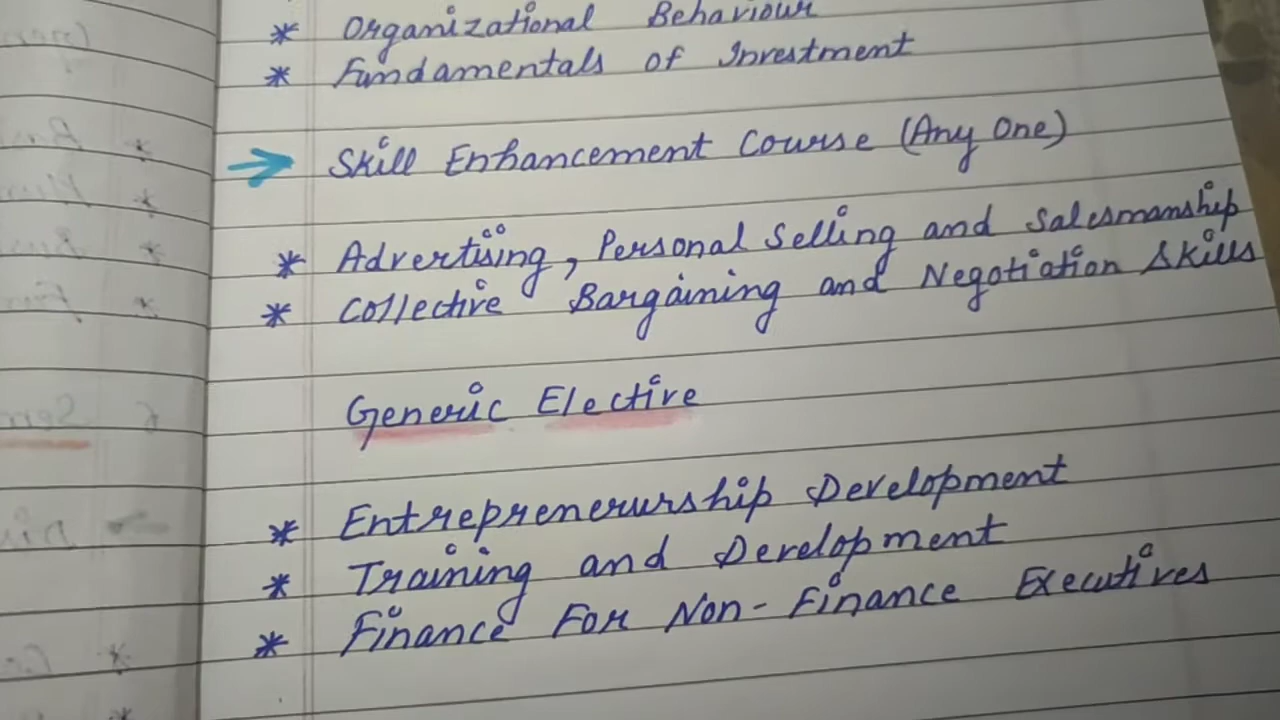 * Organizational Behaviour
* Fundamentals of Investment
→ Skill Enhancement Course (Any One)
* Advertising, Personal Selling and Salesmanship
* Collective Bargaining and Negotiation Skills
Generic Elective
* Entreprenerurship Development
* Training and Development
* Finance For Non-Finance Executives